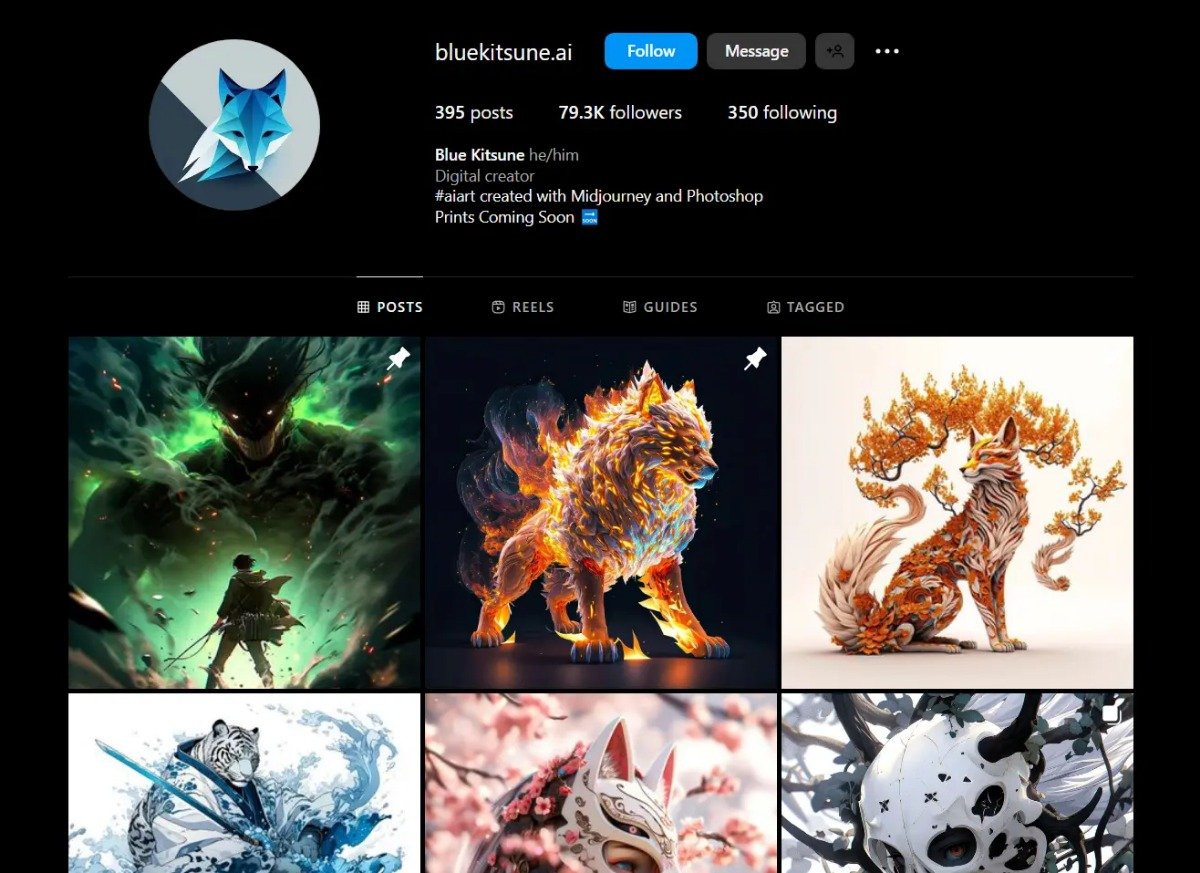 bluekitsune.ai Follow Message
395 posts 79.3K followers 350 following
Blue Kitsune he/him
Digital creator
#aiart created with Midjourney and Photoshop
Prints Coming Soon 🔜
POSTS REELS GUIDES TAGGED